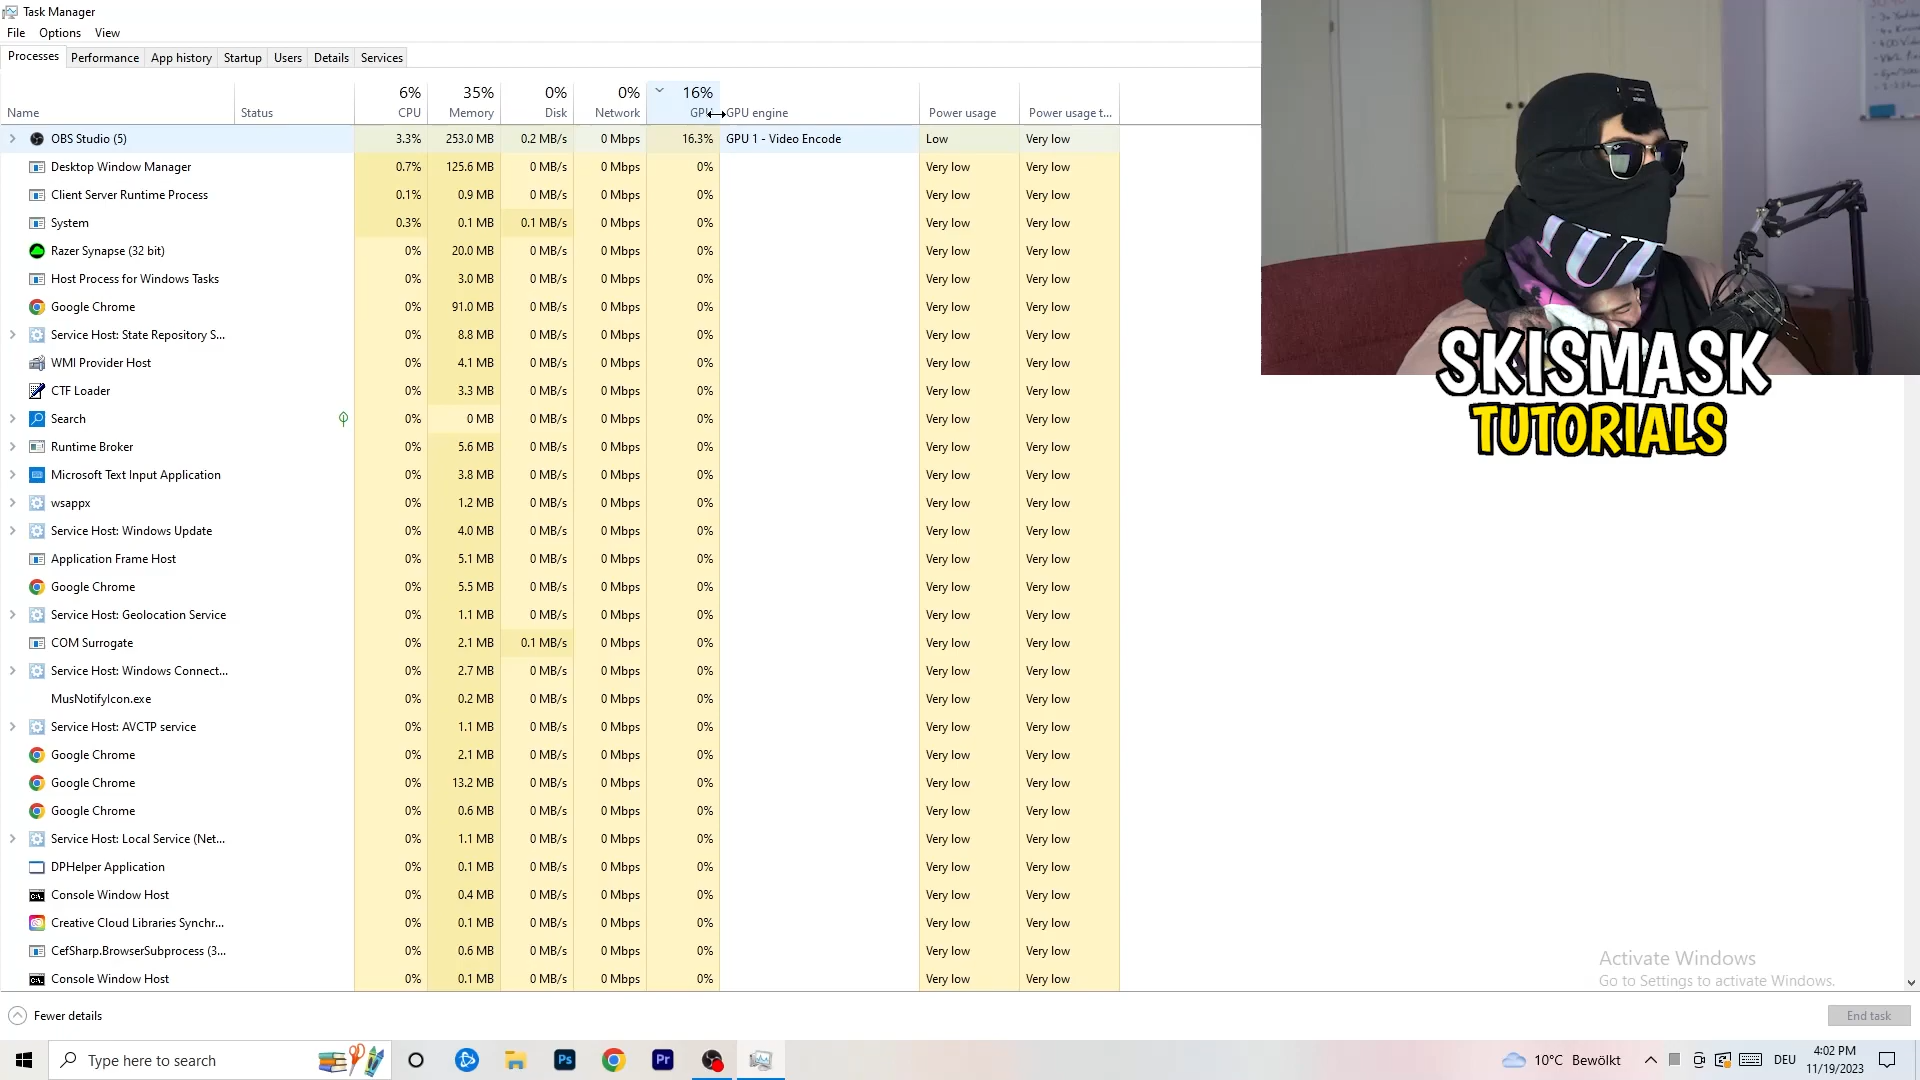 Task Manager
File Options View
Processes Performance App history Startup Users Details Services
6% 35% 0% 0% 16%
Name Status CPU Memory Disk Network GPU GPU engine Power usage Power usage t...
OBS Studio (5) 3.3% 253.0 MB 0.2 MB/s 0 Mbps 16.3% GPU 1 - Video Encode Low Very low
Desktop Window Manager 0.7% 125.6 MB 0 MB/s 0 Mbps 0% Very low Very low
Client Server Runtime Process 0.1% 0.9 MB 0 MB/s 0 Mbps 0% Very low Very low
System 0.3% 0.1 MB 0.1 MB/s 0 Mbps 0% Very low Very low
Razer Synapse (32 bit) 0% 20.0 MB 0 MB/s 0 Mbps 0% Very low Very low
Host Process for Windows Tasks 0% 3.0 MB 0 MB/s 0 Mbps 0% Very low Very low
Google Chrome 0% 91.0 MB 0 MB/s 0 Mbps 0% Very low Very low
Service Host: State Repository S... 0% 8.8 MB 0 MB/s 0 Mbps 0% Very low Very low
WMI Provider Host 0% 4.1 MB 0 MB/s 0 Mbps 0% Very low Very low
CTF Loader 0% 3.3 MB 0 MB/s 0 Mbps 0% Very low Very low
Search 0% 0 MB 0 MB/s 0 Mbps 0% Very low Very low
Runtime Broker 0% 5.6 MB 0 MB/s 0 Mbps 0% Very low Very low
Microsoft Text Input Application 0% 3.8 MB 0 MB/s 0 Mbps 0% Very low Very low
wsappx 0% 1.2 MB 0 MB/s 0 Mbps 0% Very low Very low
Service Host: Windows Update 0% 4.0 MB 0 MB/s 0 Mbps 0% Very low Very low
Application Frame Host 0% 5.1 MB 0 MB/s 0 Mbps 0% Very low Very low
Google Chrome 0% 5.5 MB 0 MB/s 0 Mbps 0% Very low Very low
Service Host: Geolocation Service 0% 1.1 MB 0 MB/s 0 Mbps 0% Very low Very low
COM Surrogate 0% 2.1 MB 0.1 MB/s 0 Mbps 0% Very low Very low
Service Host: Windows Connect... 0% 2.7 MB 0 MB/s 0 Mbps 0% Very low Very low
MusNotifyIcon.exe 0% 0.2 MB 0 MB/s 0 Mbps 0% Very low Very low
Service Host: AVCTP service 0% 1.1 MB 0 MB/s 0 Mbps 0% Very low Very low
Google Chrome 0% 2.1 MB 0 MB/s 0 Mbps 0% Very low Very low
Google Chrome 0% 13.2 MB 0 MB/s 0 Mbps 0% Very low Very low
Google Chrome 0% 0.6 MB 0 MB/s 0 Mbps 0% Very low Very low
Service Host: Local Service (Net... 0% 1.1 MB 0 MB/s 0 Mbps 0% Very low Very low
DPHelper Application 0% 0.1 MB 0 MB/s 0 Mbps 0% Very low Very low
Console Window Host 0% 0.4 MB 0 MB/s 0 Mbps 0% Very low Very low
Creative Cloud Libraries Synchr... 0% 0.1 MB 0 MB/s 0 Mbps 0% Very low Very low
CefSharp.BrowserSubprocess (3... 0% 0.6 MB 0 MB/s 0 Mbps 0% Very low Very low
Console Window Host 0% 0.1 MB 0 MB/s 0 Mbps 0% Very low Very low
SKISMASK
TUTORIALS
Activate Windows
Go to Settings to activate Windows.
Fewer details End task
Type here to search Ps Pr 10°C Bewölkt DEU 4:02 PM
11/19/2023